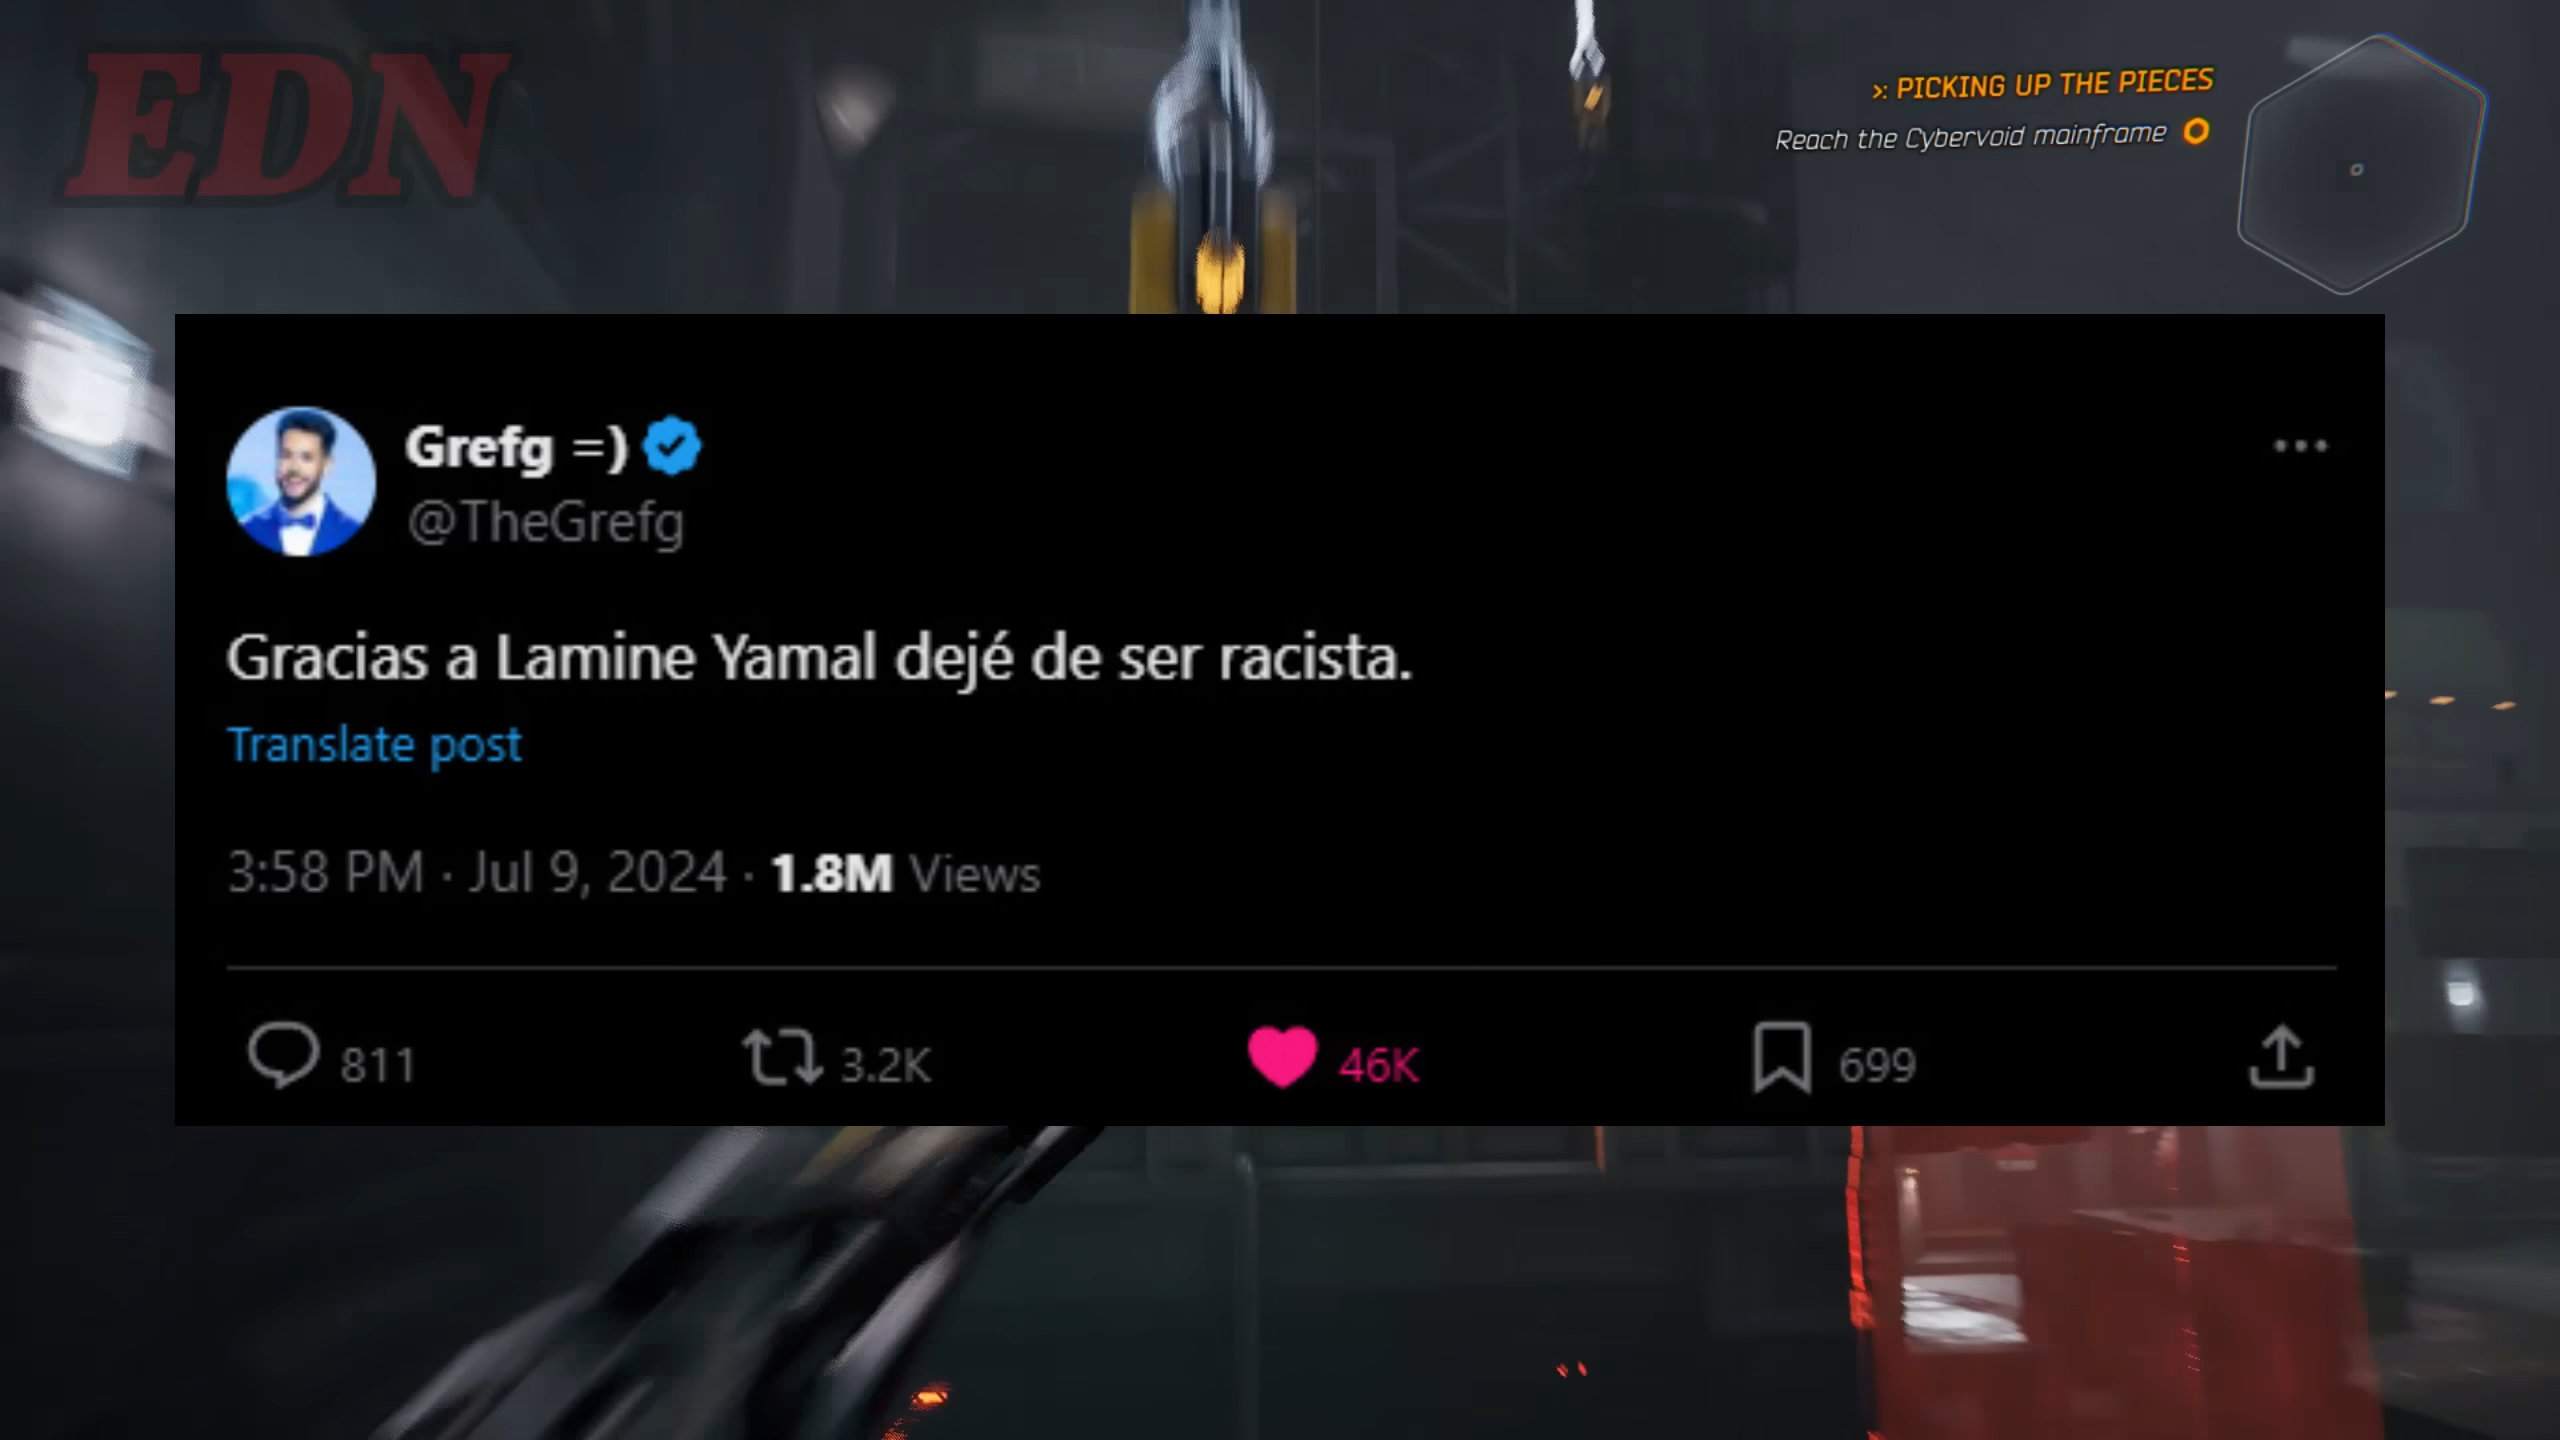 EDN
>: PICKING UP THE PIECES
Reach the Cybervoid mainframe
Grefg =)
@TheGrefg
Gracias a Lamine Yamal dejé de ser racista.
Translate post
3:58 PM · Jul 9, 2024 · 1.8M Views
811 3.2K 46K 699